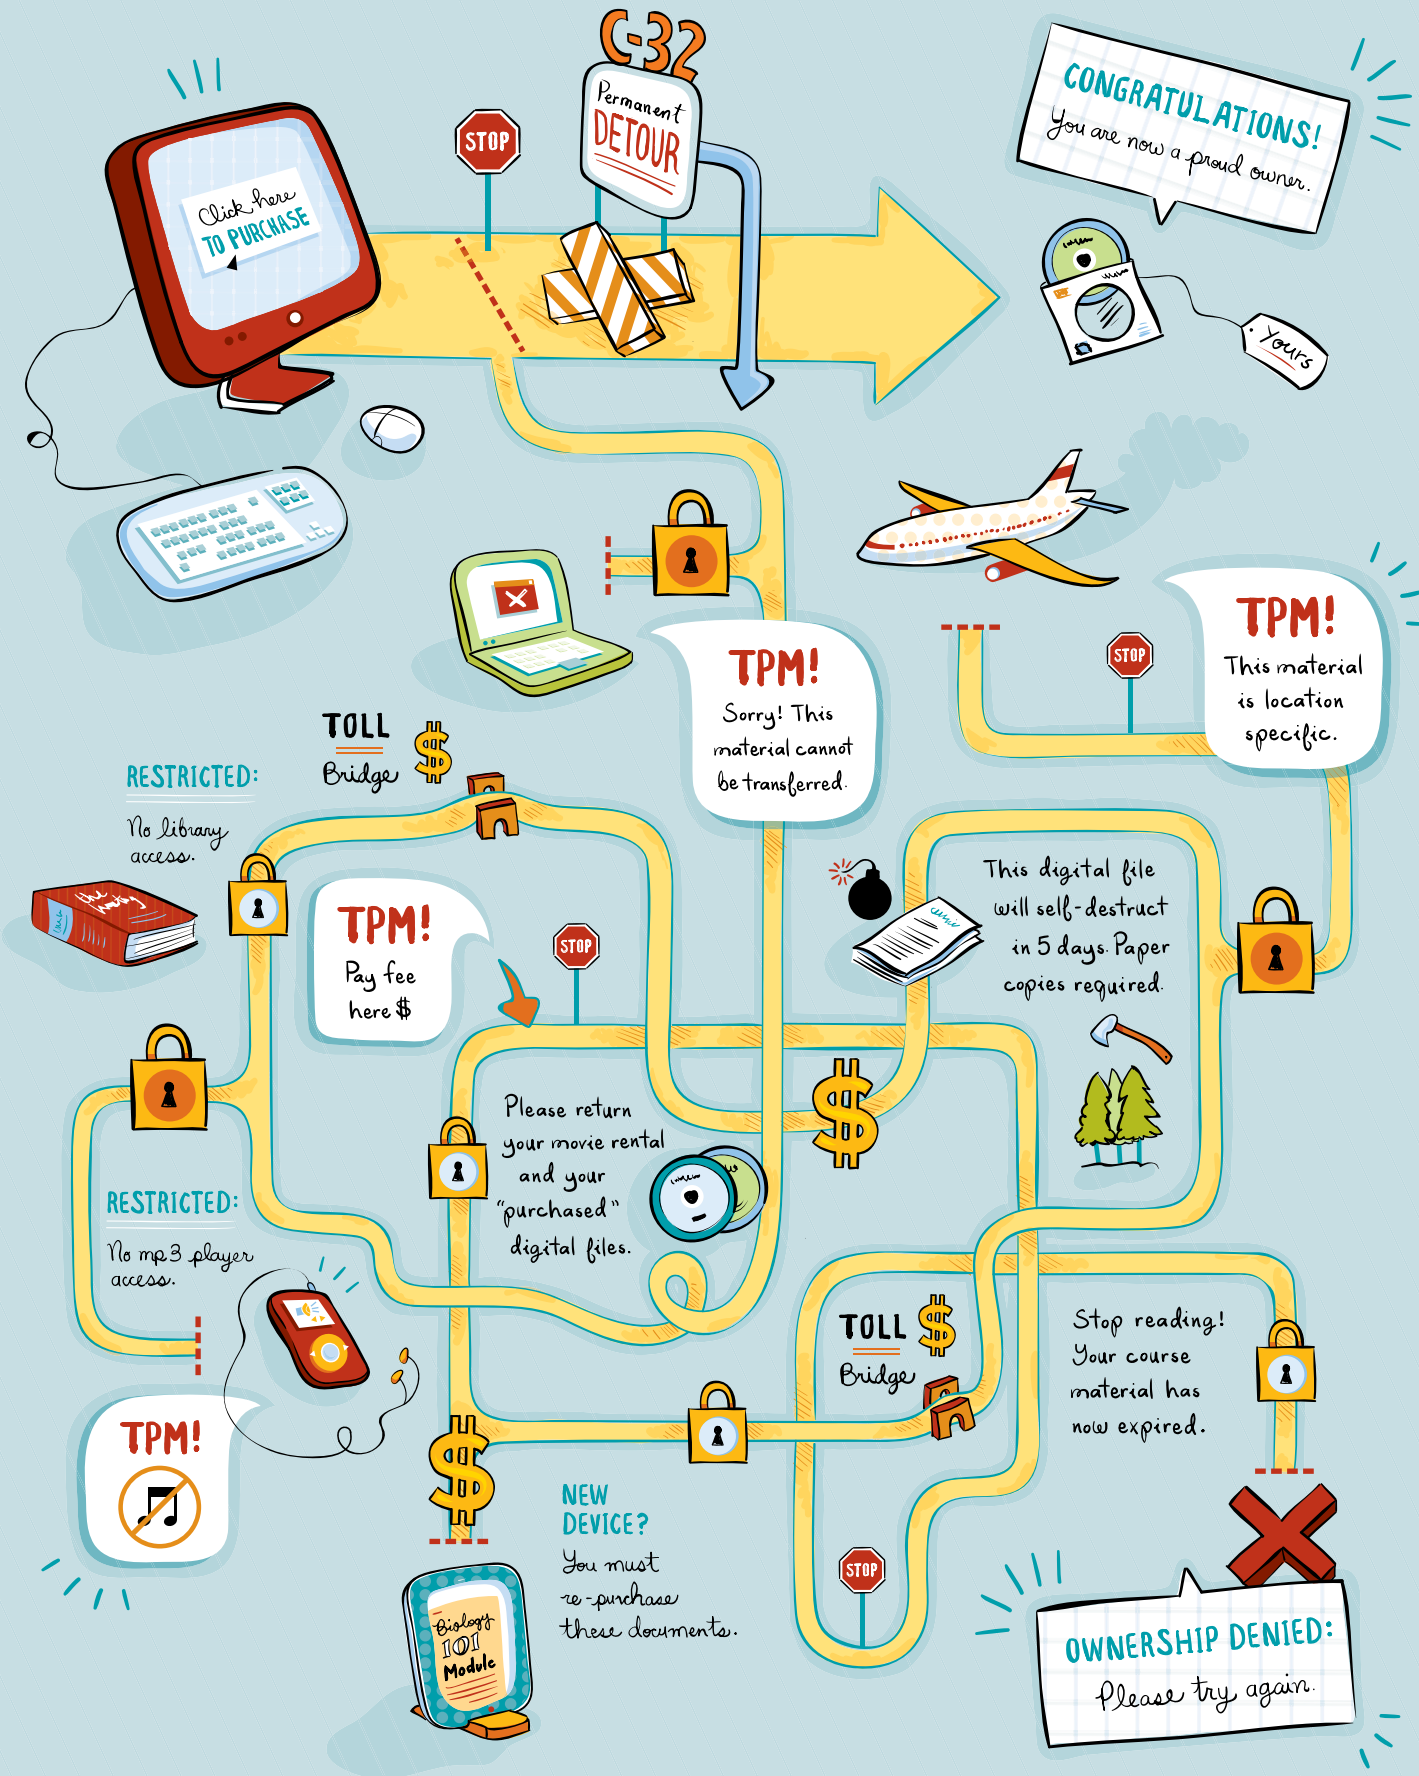 C-32
Permanent
DETOUR
STOP
CONGRATULATIONS!
You are now a proud owner.
Click here
TO PURCHASE
Yours
TPM!
This material
is location
specific.
STOP
TPM!
Sorry! This
material cannot
be transferred.
TOLL
Bridge
$
RESTRICTED:
No library
access.
This digital file
will self-destruct
in 5 days. Paper
copies required.
TPM!
Pay fee
here $
STOP
$
Please return
your movie rental
and your
"purchased"
digital files.
RESTRICTED:
No mp3 player
access.
TOLL
Bridge
$
Stop reading!
Your course
material has
now expired.
TPM!
$
NEW
DEVICE?
You must
re-purchase
these documents.
STOP
Biology
101
Module
OWNERSHIP DENIED:
Please try again.